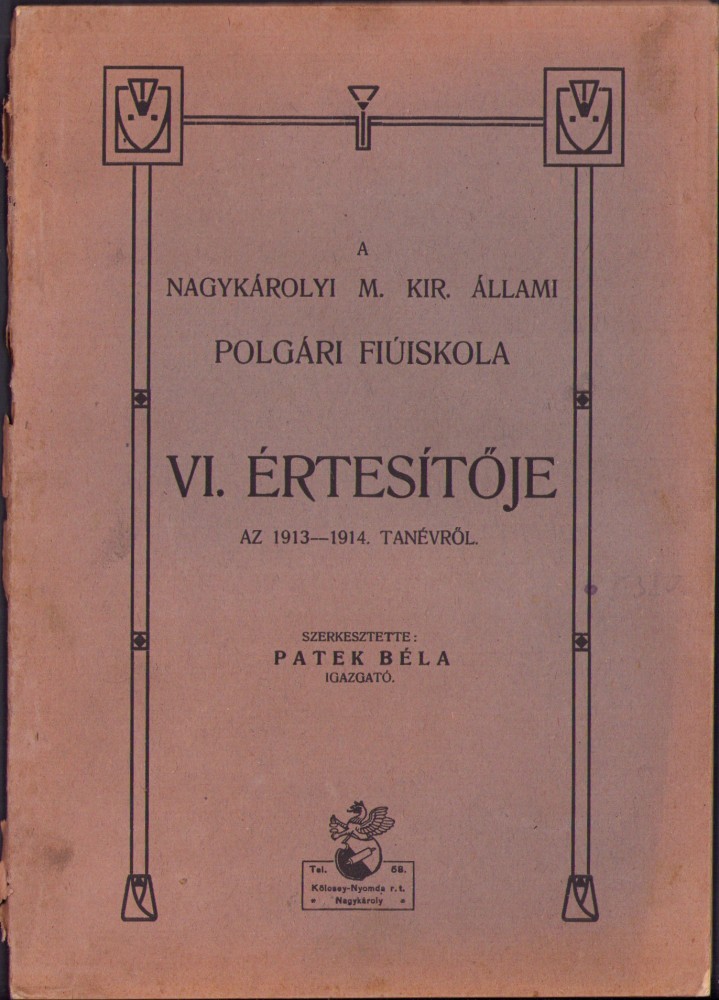 A
NAGYKÁROLYI M. KIR. ÁLLAMI
POLGÁRI FIÚISKOLA
VI. ÉRTESÍTŐJE
AZ 1913—1914. TANÉVRŐL.
SZERKESZTETTE:
PATEK BÉLA
IGAZGATÓ.
Tel. 58.
Kölcsey-Nyomda r.t.
Nagykároly